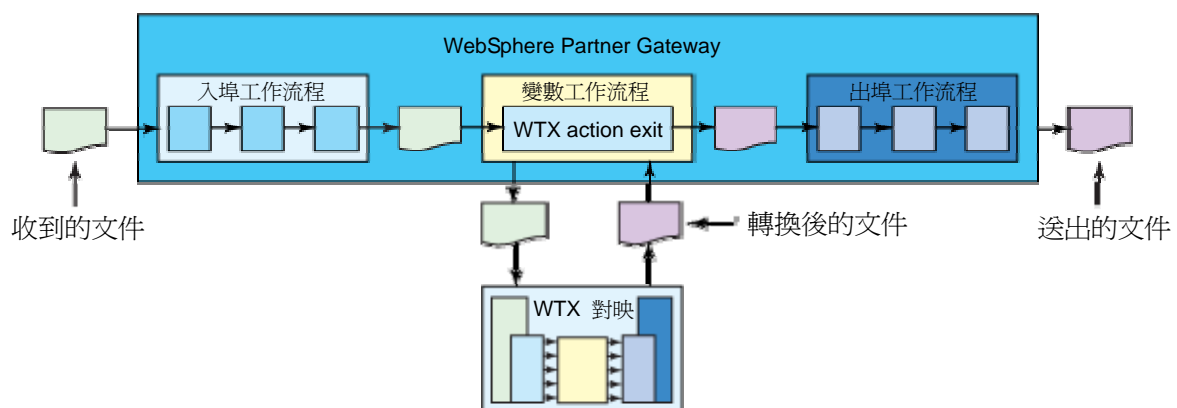 WebSphere Partner Gateway
入埠工作流程
變數工作流程
出埠工作流程
WTX action exit
收到的文件
轉換後的文件
送出的文件
WTX 對映